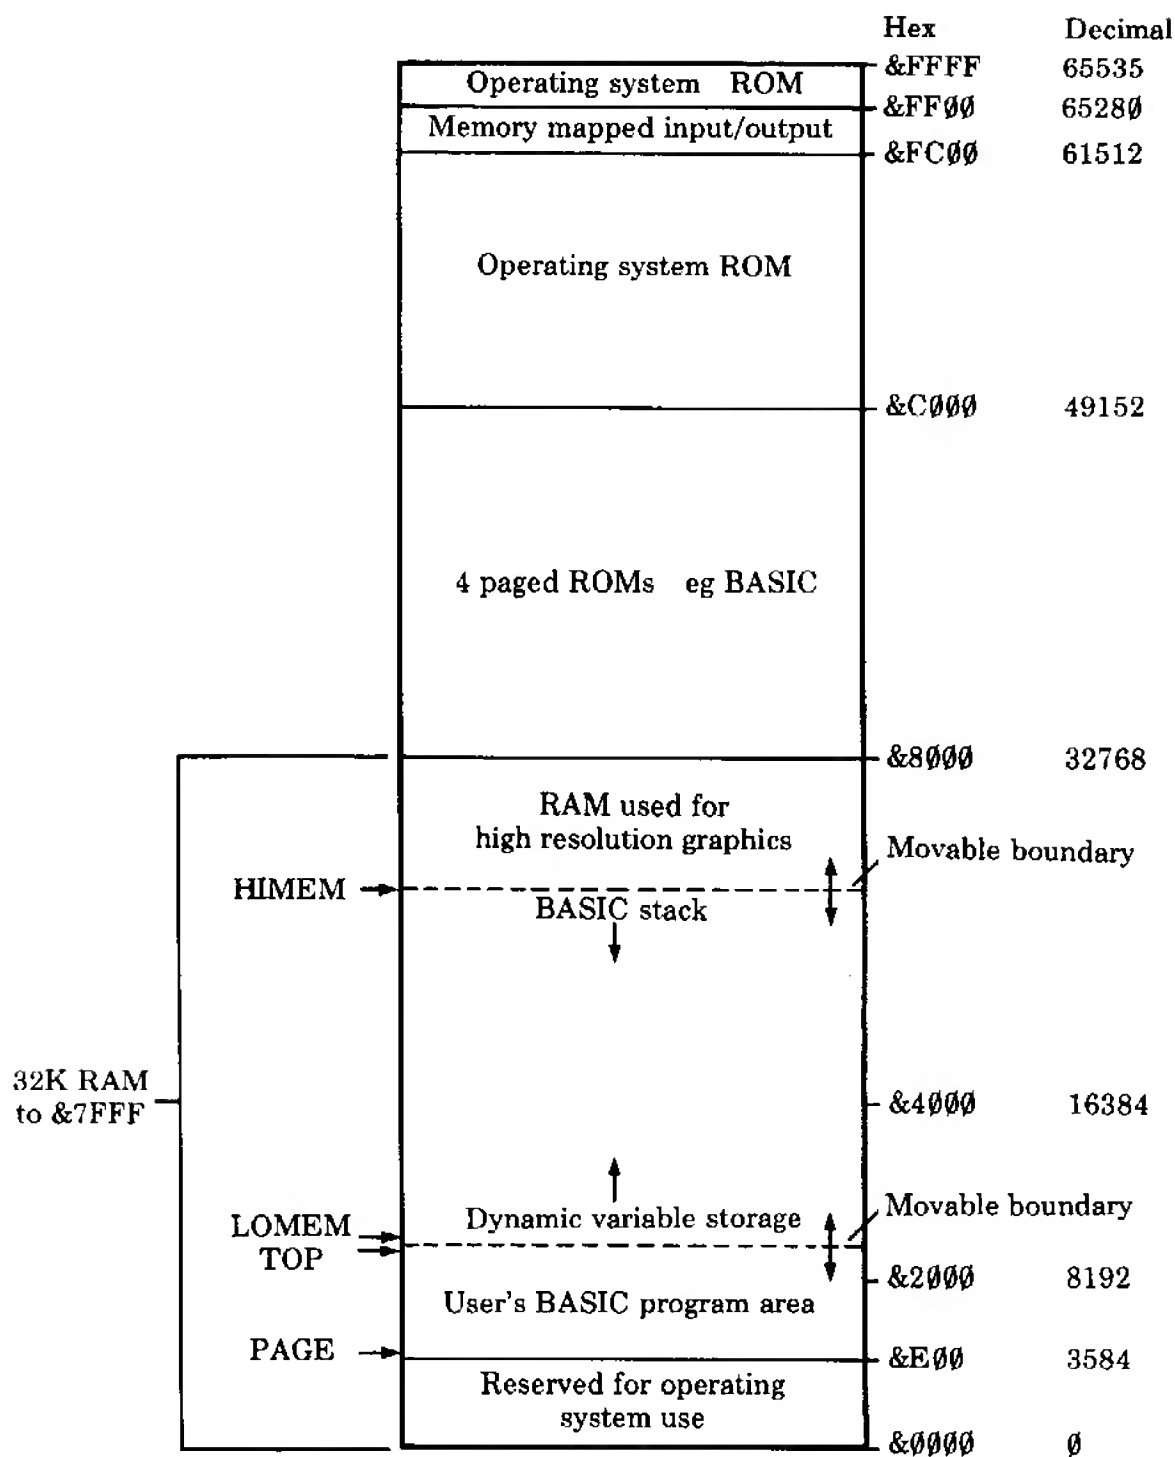 Hex Decimal
&FFFF 65535
Operating system ROM
&FF00 65280
Memory mapped input/output
&FC00 61512
Operating system ROM
&C000 49152
4 paged ROMs eg BASIC
&8000 32768
RAM used for
high resolution graphics
Movable boundary
HIMEM
BASIC stack
32K RAM
to &7FFF
&4000 16384
Movable boundary
LOMEM
Dynamic variable storage
TOP
&2000 8192
User's BASIC program area
PAGE
&E00 3584
Reserved for operating
system use
&0000 0